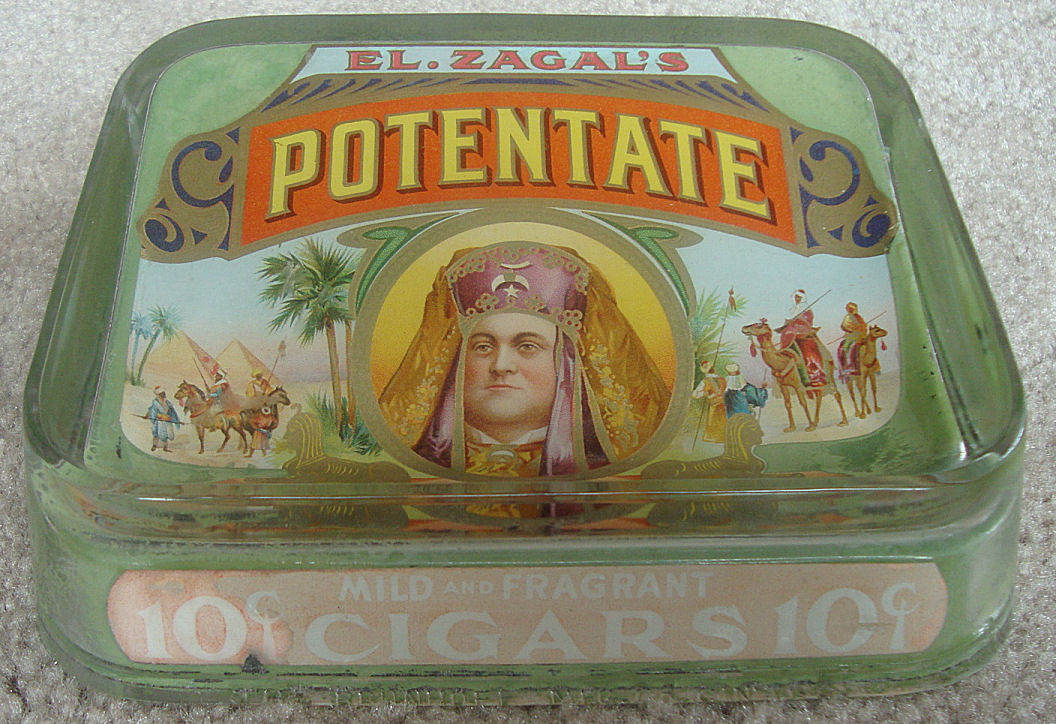 EL. ZAGAL'S
POTENTATE
MILD AND FRAGRANT
10¢ CIGARS 10¢